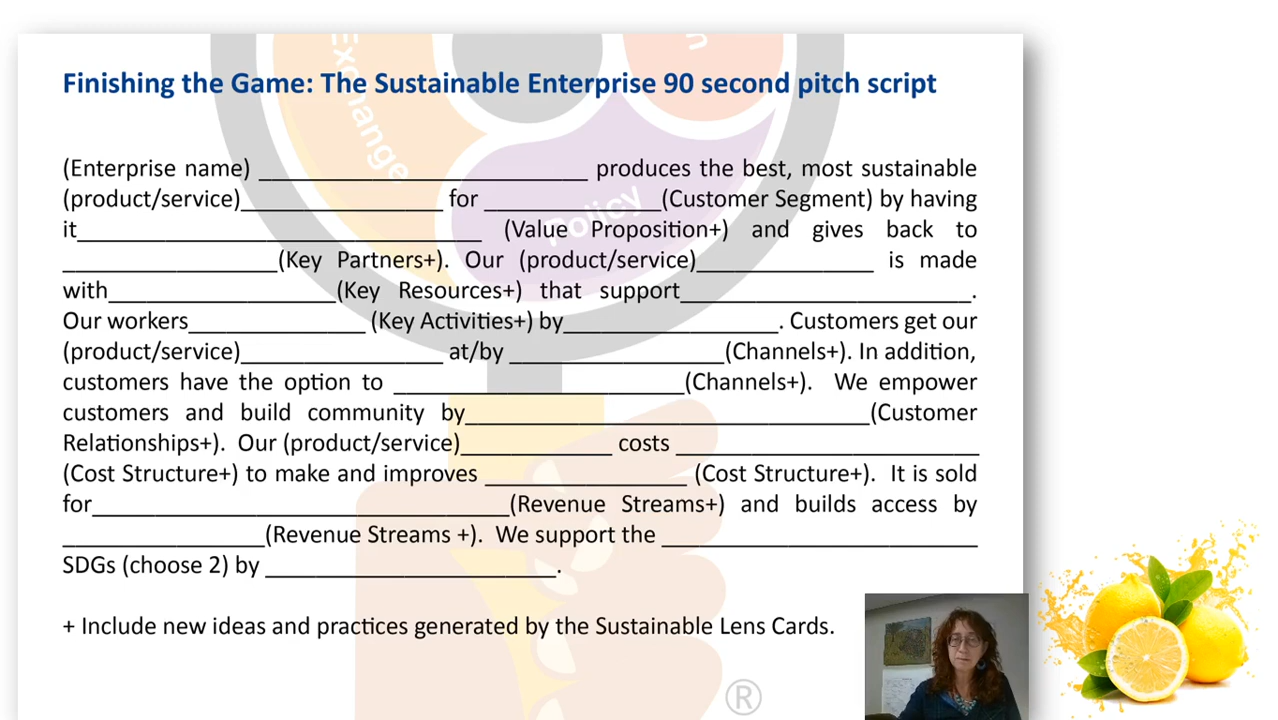 Finishing the Game: The Sustainable Enterprise 90 second pitch script
(Enterprise name) __________________________ produces the best, most sustainable
(product/service)________________ for ______________(Customer Segment) by having
it________________________________ (Value Proposition+) and gives back to
_________________(Key Partners+). Our (product/service)______________ is made
with__________________(Key Resources+) that support_______________________.
Our workers______________ (Key Activities+) by_________________. Customers get our
(product/service)________________ at/by _________________(Channels+). In addition,
customers have the option to _______________________(Channels+). We empower
customers and build community by________________________________(Customer
Relationships+). Our (product/service)____________ costs ________________________
(Cost Structure+) to make and improves ________________ (Cost Structure+). It is sold
for_________________________________(Revenue Streams+) and builds access by
________________(Revenue Streams +). We support the _________________________
SDGs (choose 2) by _______________________.
+ Include new ideas and practices generated by the Sustainable Lens Cards.
Exchange
Policy
®